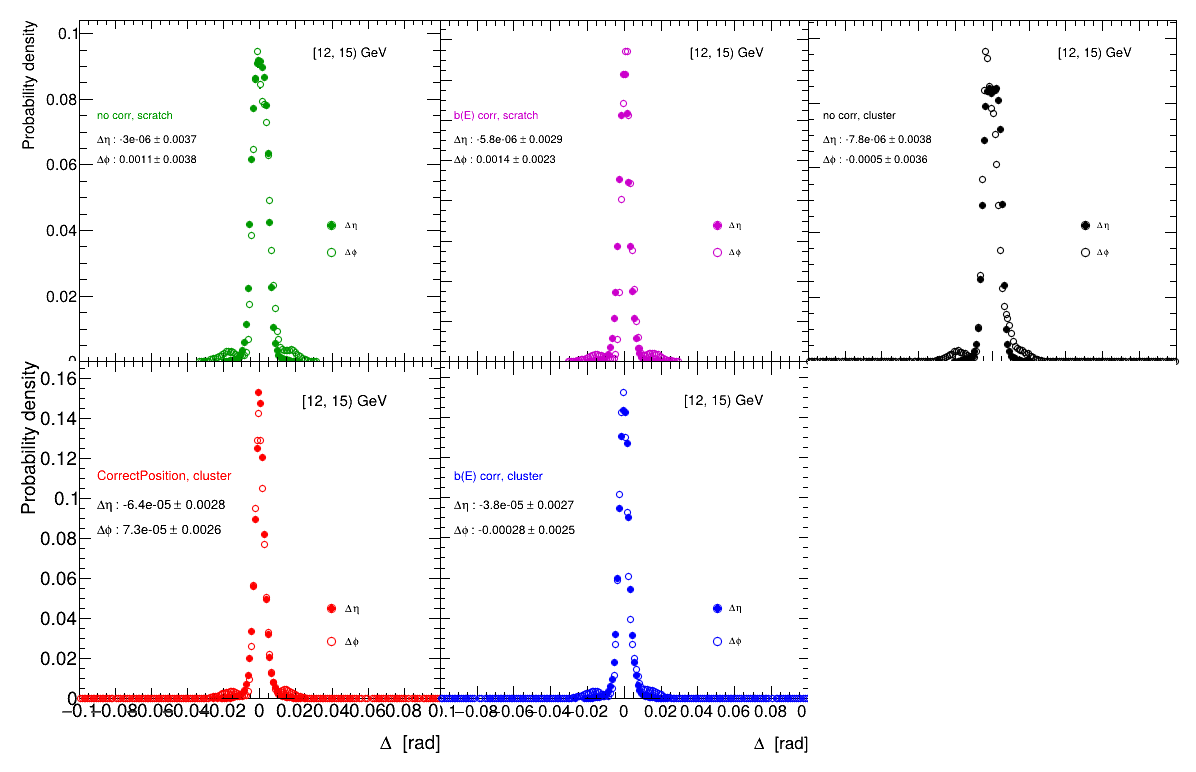 Probability density
0.1
0.08
0.06
0.04
0.02
0
[12, 15) GeV
no corr, scratch
Δη : -3e-06 ± 0.0037
Δϕ : 0.0011 ± 0.0038
Δη
Δϕ
[12, 15) GeV
b(E) corr, scratch
Δη : -5.8e-06 ± 0.0029
Δϕ : 0.0014 ± 0.0023
Δη
Δϕ
[12, 15) GeV
no corr, cluster
Δη : -7.8e-06 ± 0.0038
Δϕ : -0.0005 ± 0.0036
Δη
Δϕ
Probability density
0.16
0.14
0.12
0.1
0.08
0.06
0.04
0.02
0
[12, 15) GeV
CorrectPosition, cluster
Δη : -6.4e-05 ± 0.0028
Δϕ : 7.3e-05 ± 0.0026
Δη
Δϕ
−0.1 −0.08 −0.06 −0.04 −0.02 0 0.02 0.04 0.06 0.08
Δ [rad]
[12, 15) GeV
b(E) corr, cluster
Δη : -3.8e-05 ± 0.0027
Δϕ : -0.00028 ± 0.0025
Δη
Δϕ
0.1 −0.08 −0.06 −0.04 −0.02 0 0.02 0.04 0.06 0.08 0
Δ [rad]